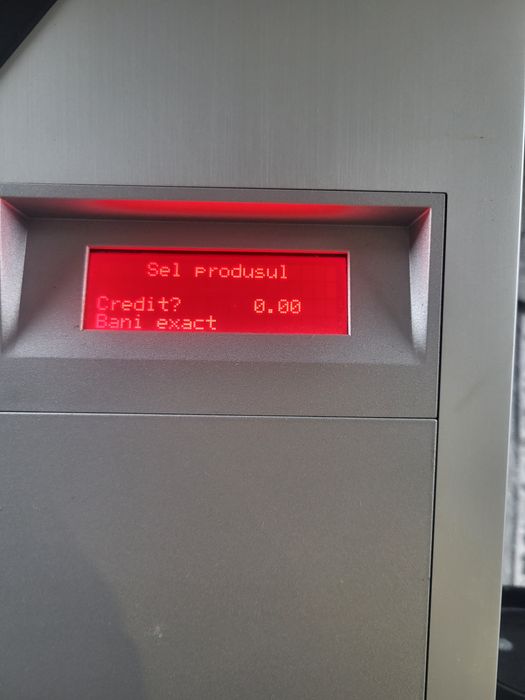 Sel produsul
Credit? 0.00
Bani exact